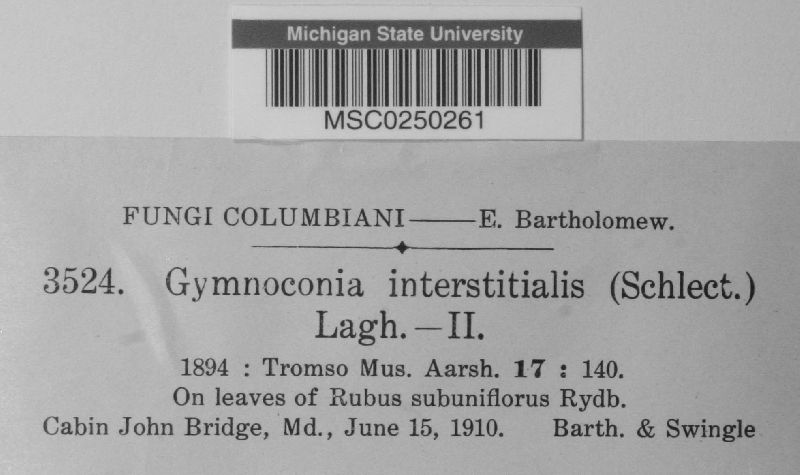 Michigan State University
MSC0250261
FUNGI COLUMBIANI——E. Bartholomew.
3524. Gymnoconia interstitialis (Schlect.)
Lagh.—II.
1894 : Tromso Mus. Aarsh. 17 : 140.
On leaves of Rubus subuniflorus Rydb.
Cabin John Bridge, Md., June 15, 1910. Barth. & Swingle